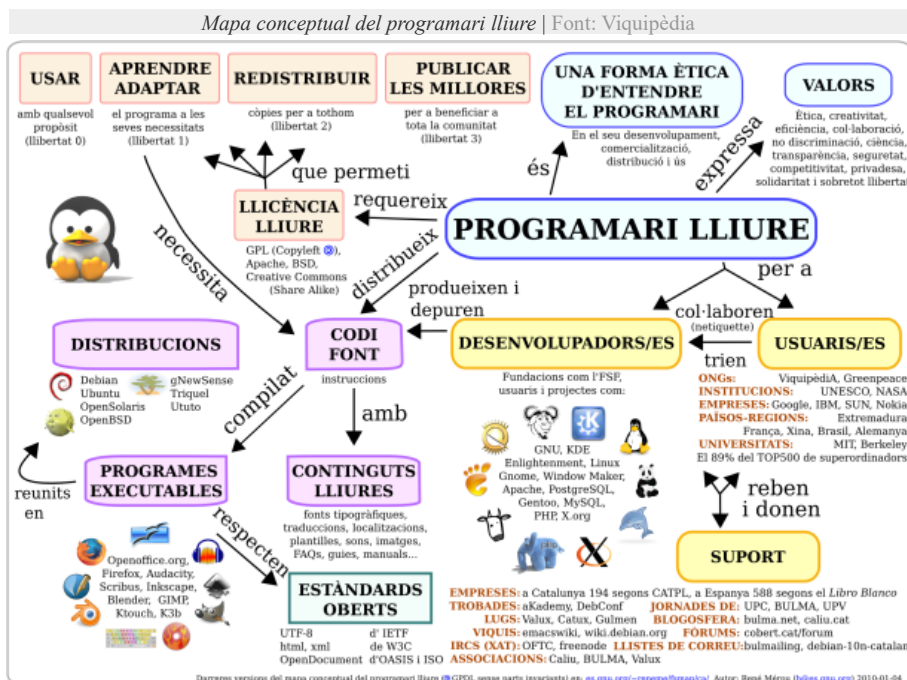 Mapa conceptual del programari lliure | Font: Viquipèdia
USAR
amb qualsevol
propòsit
(llibertat 0)
APRENDRE
ADAPTAR
el programa a les
seves necessitats
(llibertat 1)
REDISTRIBUIR
còpies per a tothom
(llibertat 2)
PUBLICAR
LES MILLORES
per a beneficiar a
tota la comunitat
(llibertat 3)
UNA FORMA ÈTICA
D'ENTENDRE
EL PROGRAMARI
En el seu desenvolupament,
comercialització,
distribució i ús
VALORS
Ètica, creativitat,
eficiència, col·laboració,
no discriminació, ciència,
transparència, seguretat,
competitivitat, privadesa,
solidaritat i sobretot llibertat
és
expressa
que permeti
requereix
LLICÈNCIA
LLIURE
GPL (Copyleft),
Apache, BSD,
Creative Commons
(Share Alike)
PROGRAMARI LLIURE
necessita
distribueix
per a
produeixen i
depuren
col·laboren
(netiquette)
trien
DISTRIBUCIONS
Debian
Ubuntu
OpenSolaris
OpenBSD
gNewSense
Triquel
Ututo
CODI
FONT
instruccions
DESENVOLUPADORS/ES
Fundacions com l'FSF,
usuaris i projectes com:
GNU, KDE
Enlightenment, Linux
Gnome, Window Maker,
Apache, PostgreSQL,
Gentoo, MySQL,
PHP, X.org
USUARIS/ES
ONGs: ViquipèdiA, Greenpeace
INSTITUCIONS: UNESCO, NASA
EMPRESES: Google, IBM, SUN, Nokia
PAÏSOS-REGIONS: Extremadura
França, Xina, Brasil, Alemanya
UNIVERSITATS: MIT, Berkeley
El 89% del TOP500 de superordinadors
compilat
amb
reunits
en
PROGRAMES
EXECUTABLES
Openoffice.org,
Firefox, Audacity,
Scribus, Inkscape,
Blender, GIMP,
Ktouch, K3b
CONTINGUTS
LLIURES
fonts tipogràfiques,
traduccions, localitzacions,
plantilles, sons, imatges,
FAQs, guies, manuals...
respecten
ESTÀNDARDS
OBERTS
UTF-8 d' IETF
html, xml de W3C
OpenDocument d'OASIS i ISO
reben
i donen
SUPORT
EMPRESES: a Catalunya 194 segons CATPL, a Espanya 588 segons el Libro Blanco
TROBADES: aKademy, DebConf JORNADES DE: UPC, BULMA, UPV
LUGS: Valux, Catux, Gulmen BLOGOSFERA: bulma.net, caliu.cat
VIQUIS: emacswiki, wiki.debian.org FÒRUMS: cobert.cat/forum
IRCS (XAT): OFTC, freenode LLISTES DE CORREU: bulmailing, debian-l0n-catalan
ASSOCIACIONS: Caliu, BULMA, Valux
Darreres versions del mapa conceptual del programari lliure